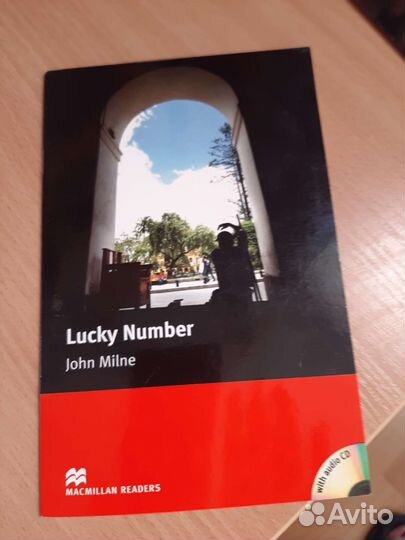 Lucky Number
John Milne
MACMILLAN READERS
with audio CD
Avito